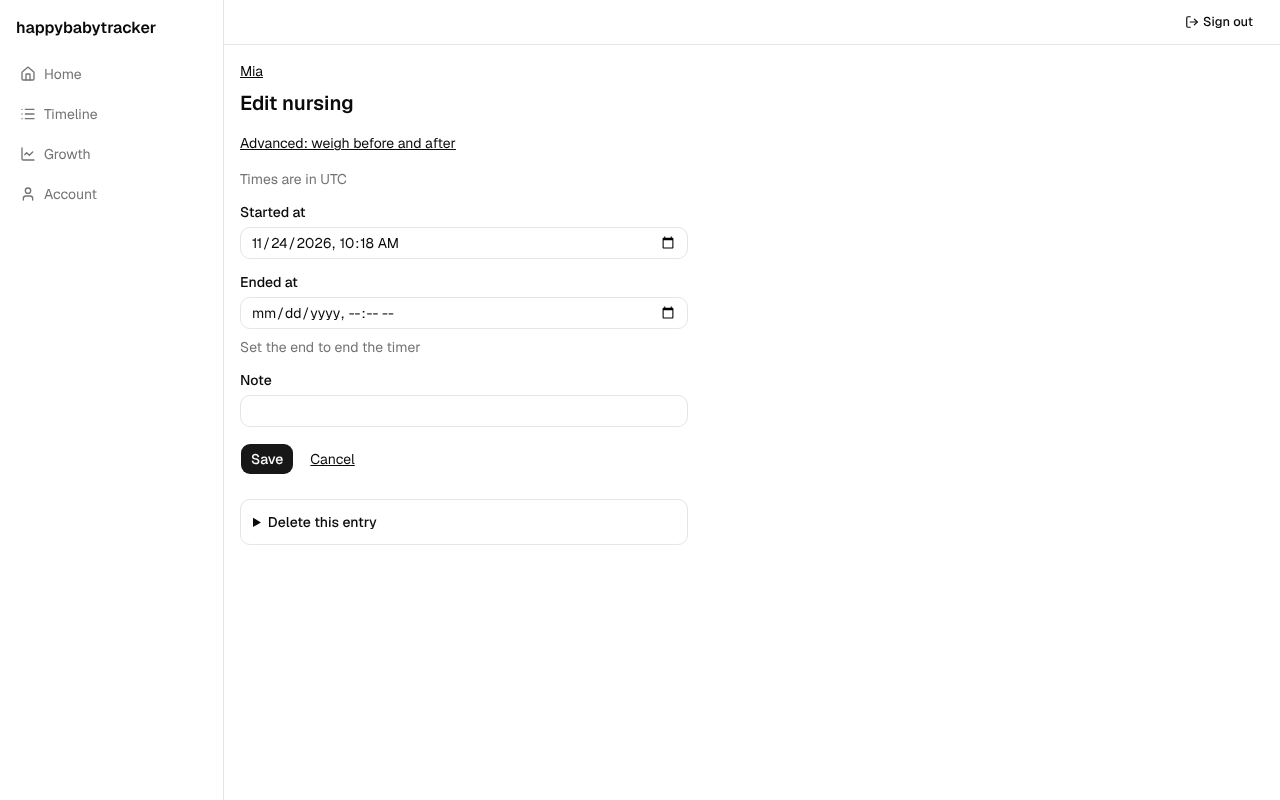 happybabytracker
Home
Timeline
Growth
Account
Sign out
Mia
Edit nursing
Advanced: weigh before and after
Times are in UTC
Started at
11/24/2026, 10:18 AM
Ended at
mm/dd/yyyy, --:-- --
Set the end to end the timer
Note
Save
Cancel
Delete this entry